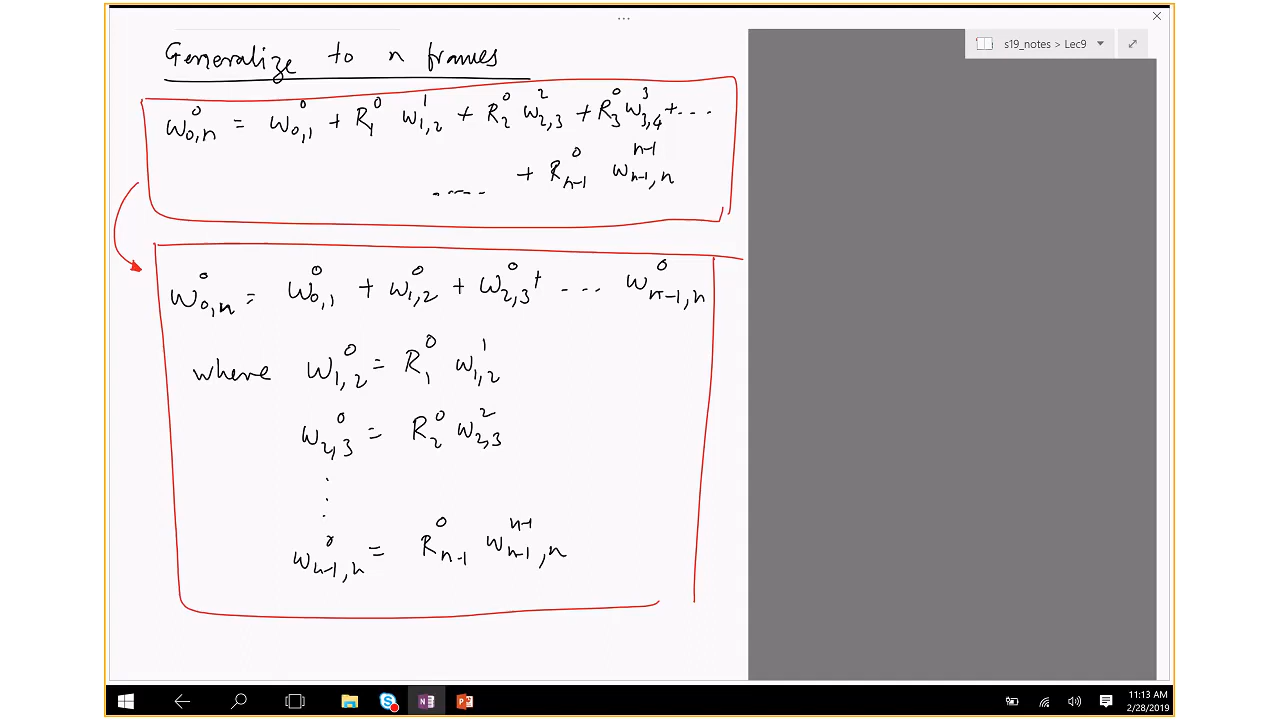 ...
s19_notes > Lec9
Generalize to n frames
ω⁰₀,ₙ = ω⁰₀,₁ + R⁰₁ ω¹₁,₂ + R⁰₂ ω²₂,₃ + R⁰₃ ω³₃,₄ + ...
..... + R⁰ₙ₋₁ ωⁿ⁻¹ₙ₋₁,ₙ
ω⁰₀,ₙ = ω⁰₀,₁ + ω⁰₁,₂ + ω⁰₂,₃ + ... ω⁰ₙ₋₁,ₙ
where ω⁰₁,₂ = R⁰₁ ω¹₁,₂
ω⁰₂,₃ = R⁰₂ ω²₂,₃
⋮
ω⁰ₙ₋₁,ₙ = R⁰ₙ₋₁ ωⁿ⁻¹ₙ₋₁,ₙ
11:13 AM
2/28/2019